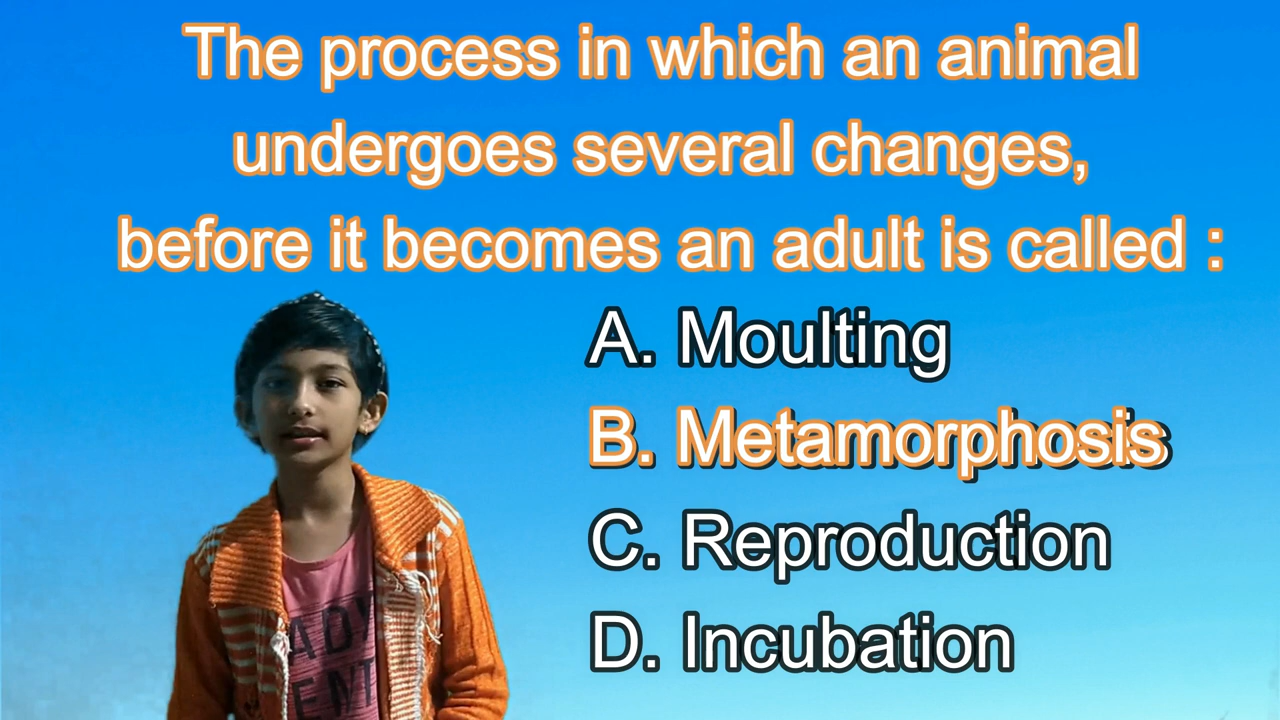 The process in which an animal
undergoes several changes,
before it becomes an adult is called :
A. Moulting
B. Metamorphosis
C. Reproduction
D. Incubation